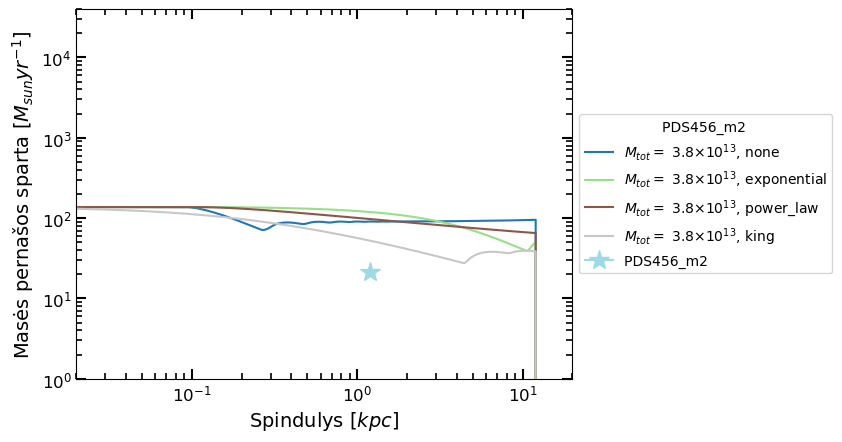 Masės pernašos sparta [$M_{sun}yr^{-1}$]
$10^4$
$10^3$
$10^2$
$10^1$
$10^0$
$10^{-1}$ $10^0$ $10^1$
Spindulys [$kpc$]
PDS456_m2
$M_{tot}=$ 3.8×$10^{13}$, none
$M_{tot}=$ 3.8×$10^{13}$, exponential
$M_{tot}=$ 3.8×$10^{13}$, power_law
$M_{tot}=$ 3.8×$10^{13}$, king
PDS456_m2